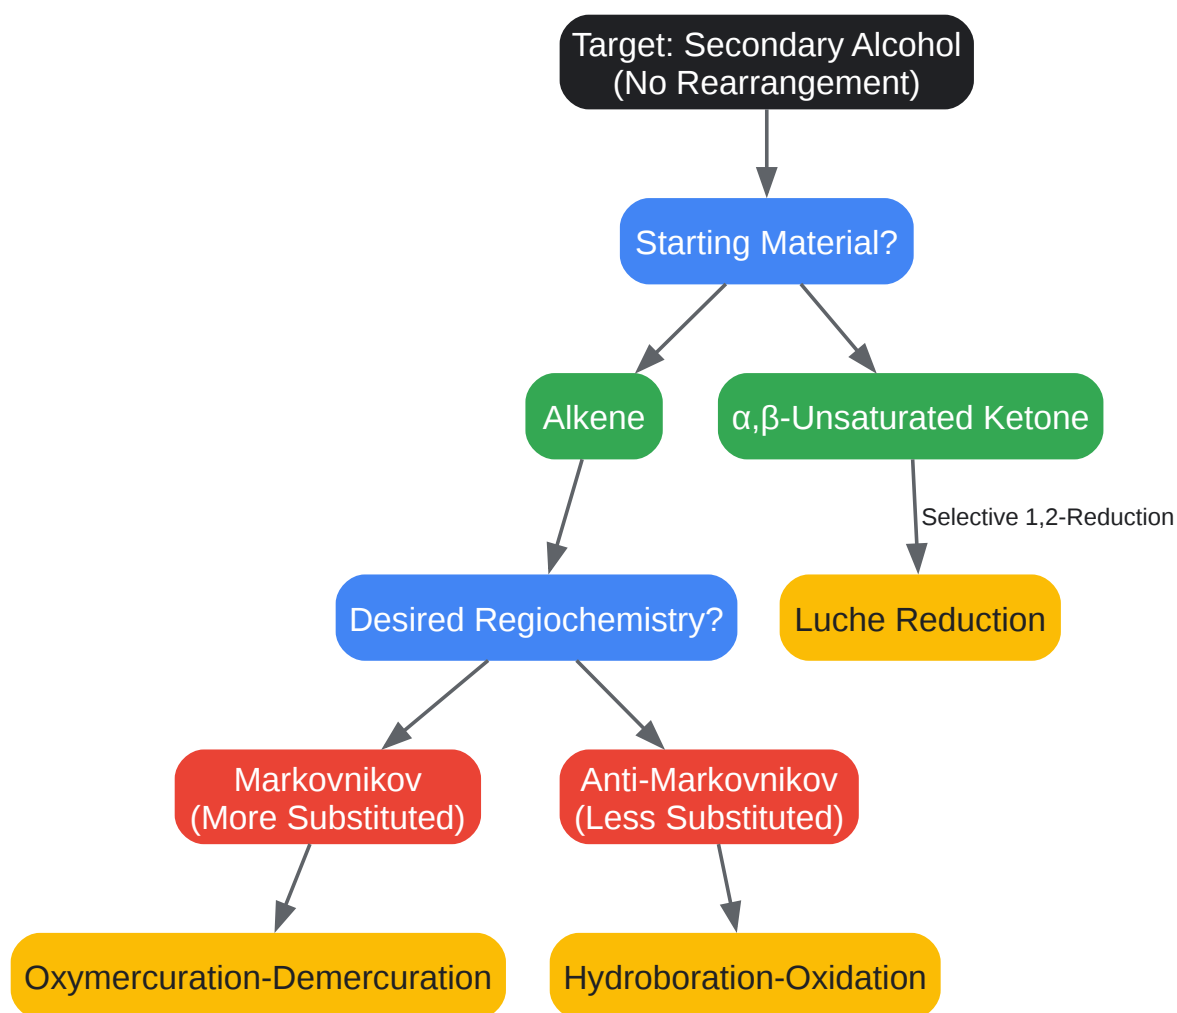 Target: Secondary Alcohol
(No Rearrangement)
Starting Material?
Alkene
α,β-Unsaturated Ketone
Selective 1,2-Reduction
Desired Regiochemistry?
Luche Reduction
Markovnikov
(More Substituted)
Anti-Markovnikov
(Less Substituted)
Oxymercuration-Demercuration
Hydroboration-Oxidation